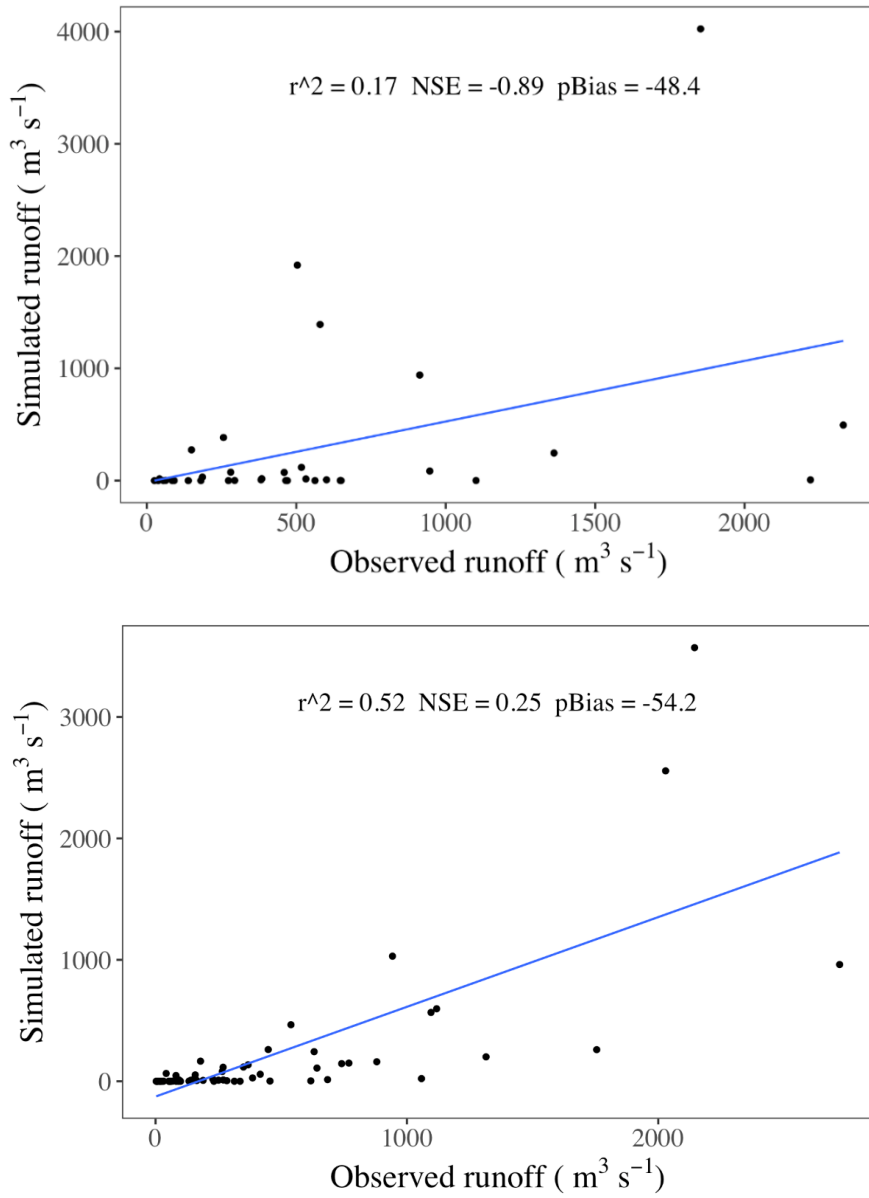 4000
r^2 = 0.17 NSE = -0.89 pBias = -48.4
3000
2000
1000
0
Simulated runoff ( m³ s⁻¹)
0 500 1000 1500 2000
Observed runoff ( m³ s⁻¹)
r^2 = 0.52 NSE = 0.25 pBias = -54.2
3000
2000
1000
0
Simulated runoff ( m³ s⁻¹)
0 1000 2000
Observed runoff ( m³ s⁻¹)